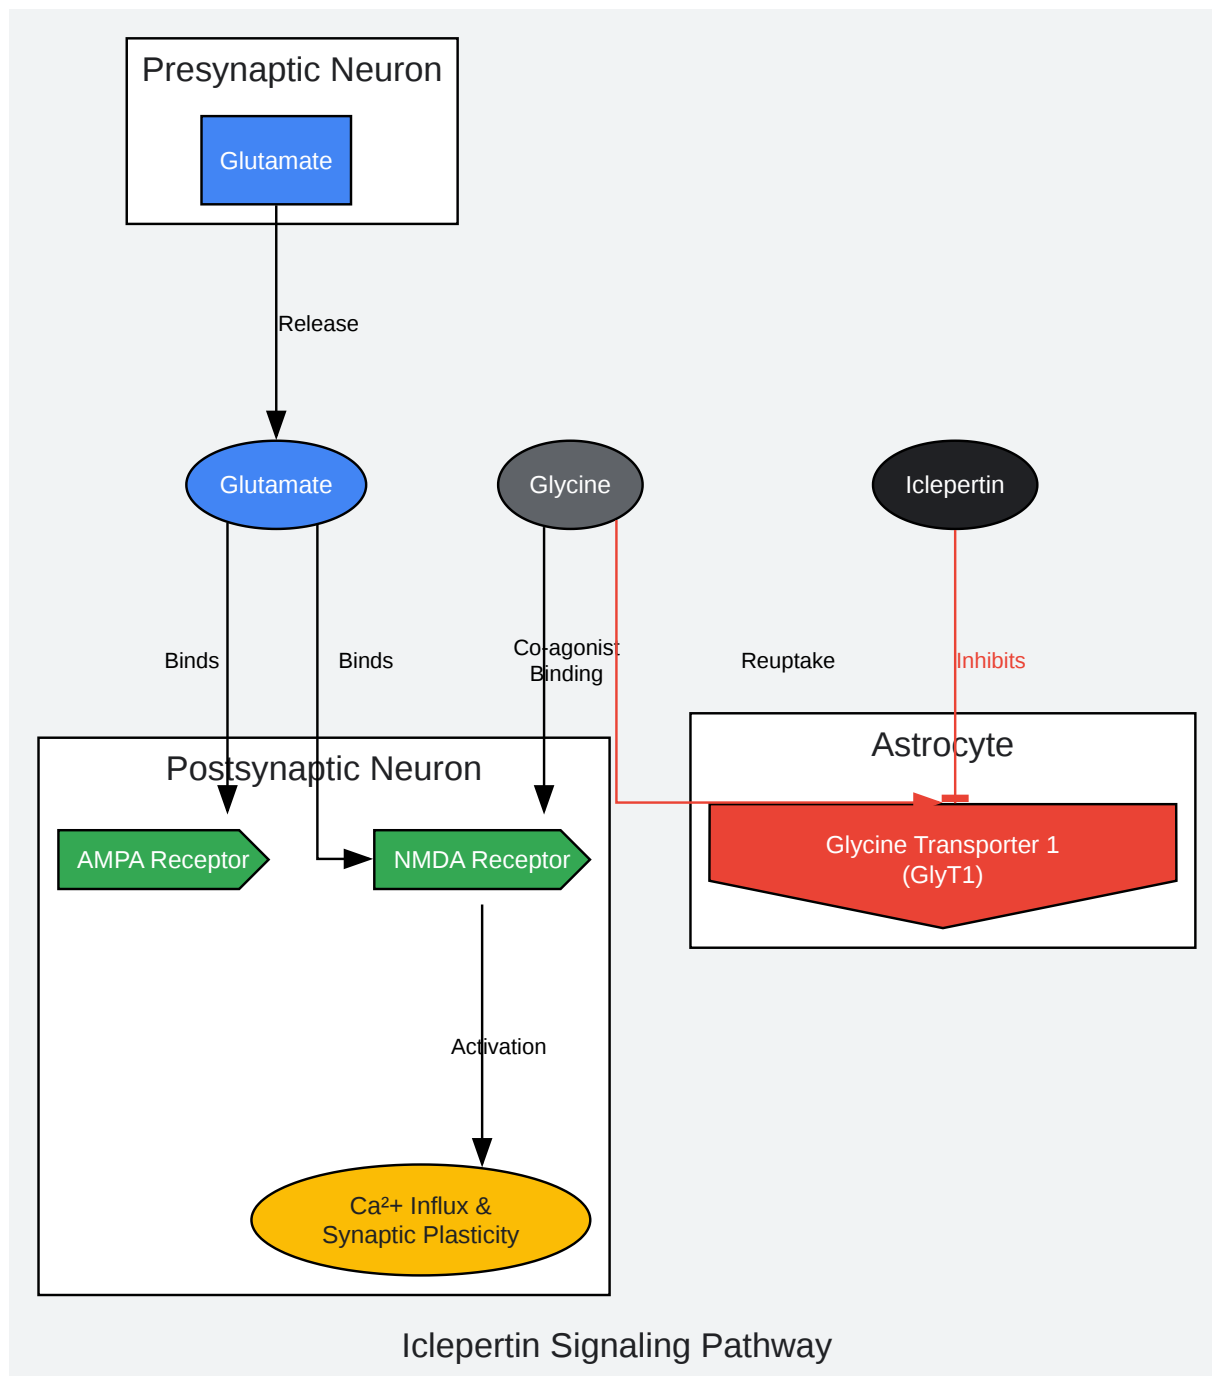 Presynaptic Neuron
Glutamate
Release
Glutamate
Glycine
Iclepertin
Binds
Binds
Co-agonist
Binding
Reuptake
Inhibits
Postsynaptic Neuron
Astrocyte
AMPA Receptor
NMDA Receptor
Glycine Transporter 1
(GlyT1)
Activation
Ca²+ Influx &
Synaptic Plasticity
Iclepertin Signaling Pathway